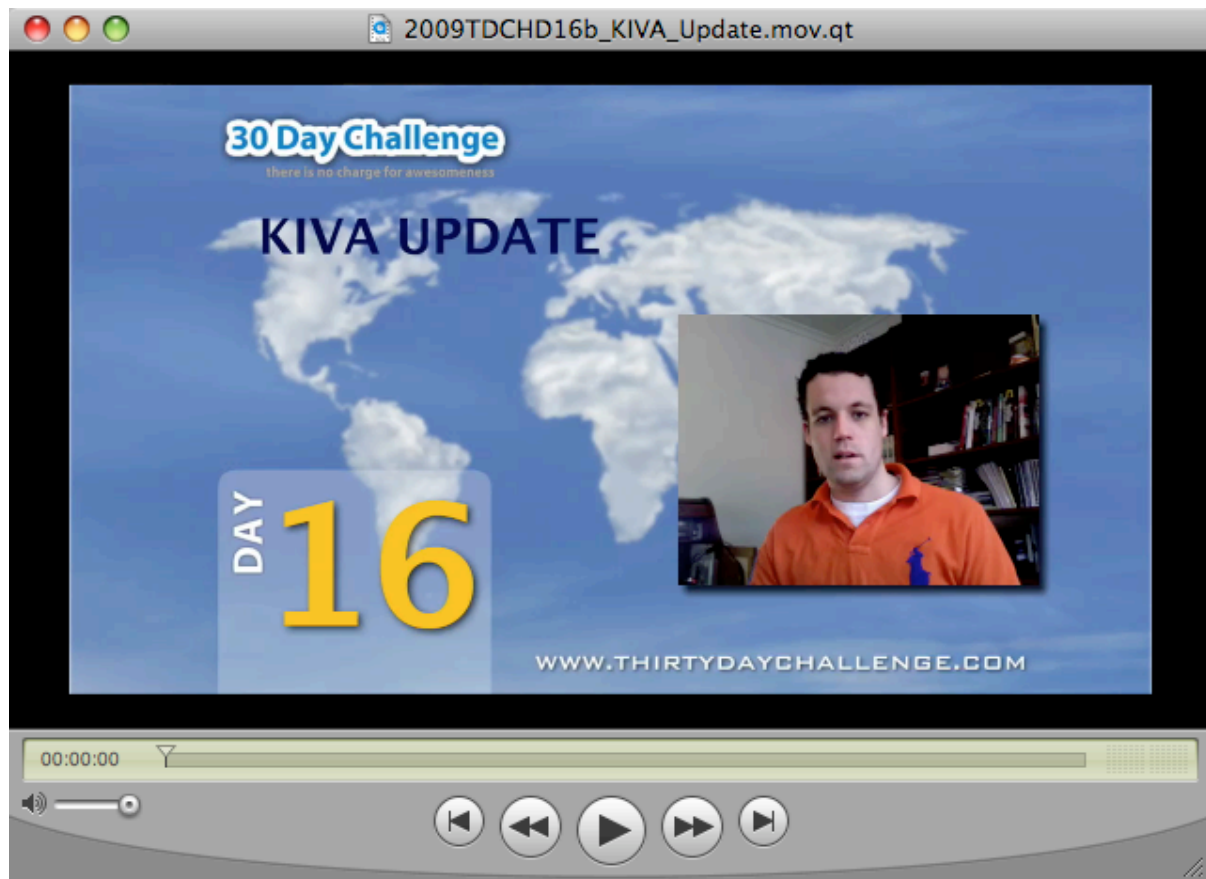 2009TDCHD16b_KIVA_Update.mov.qt
30 Day Challenge
there is no charge for awesomeness
KIVA UPDATE
DAY
16
WWW.THIRTYDAYCHALLENGE.COM
00:00:00